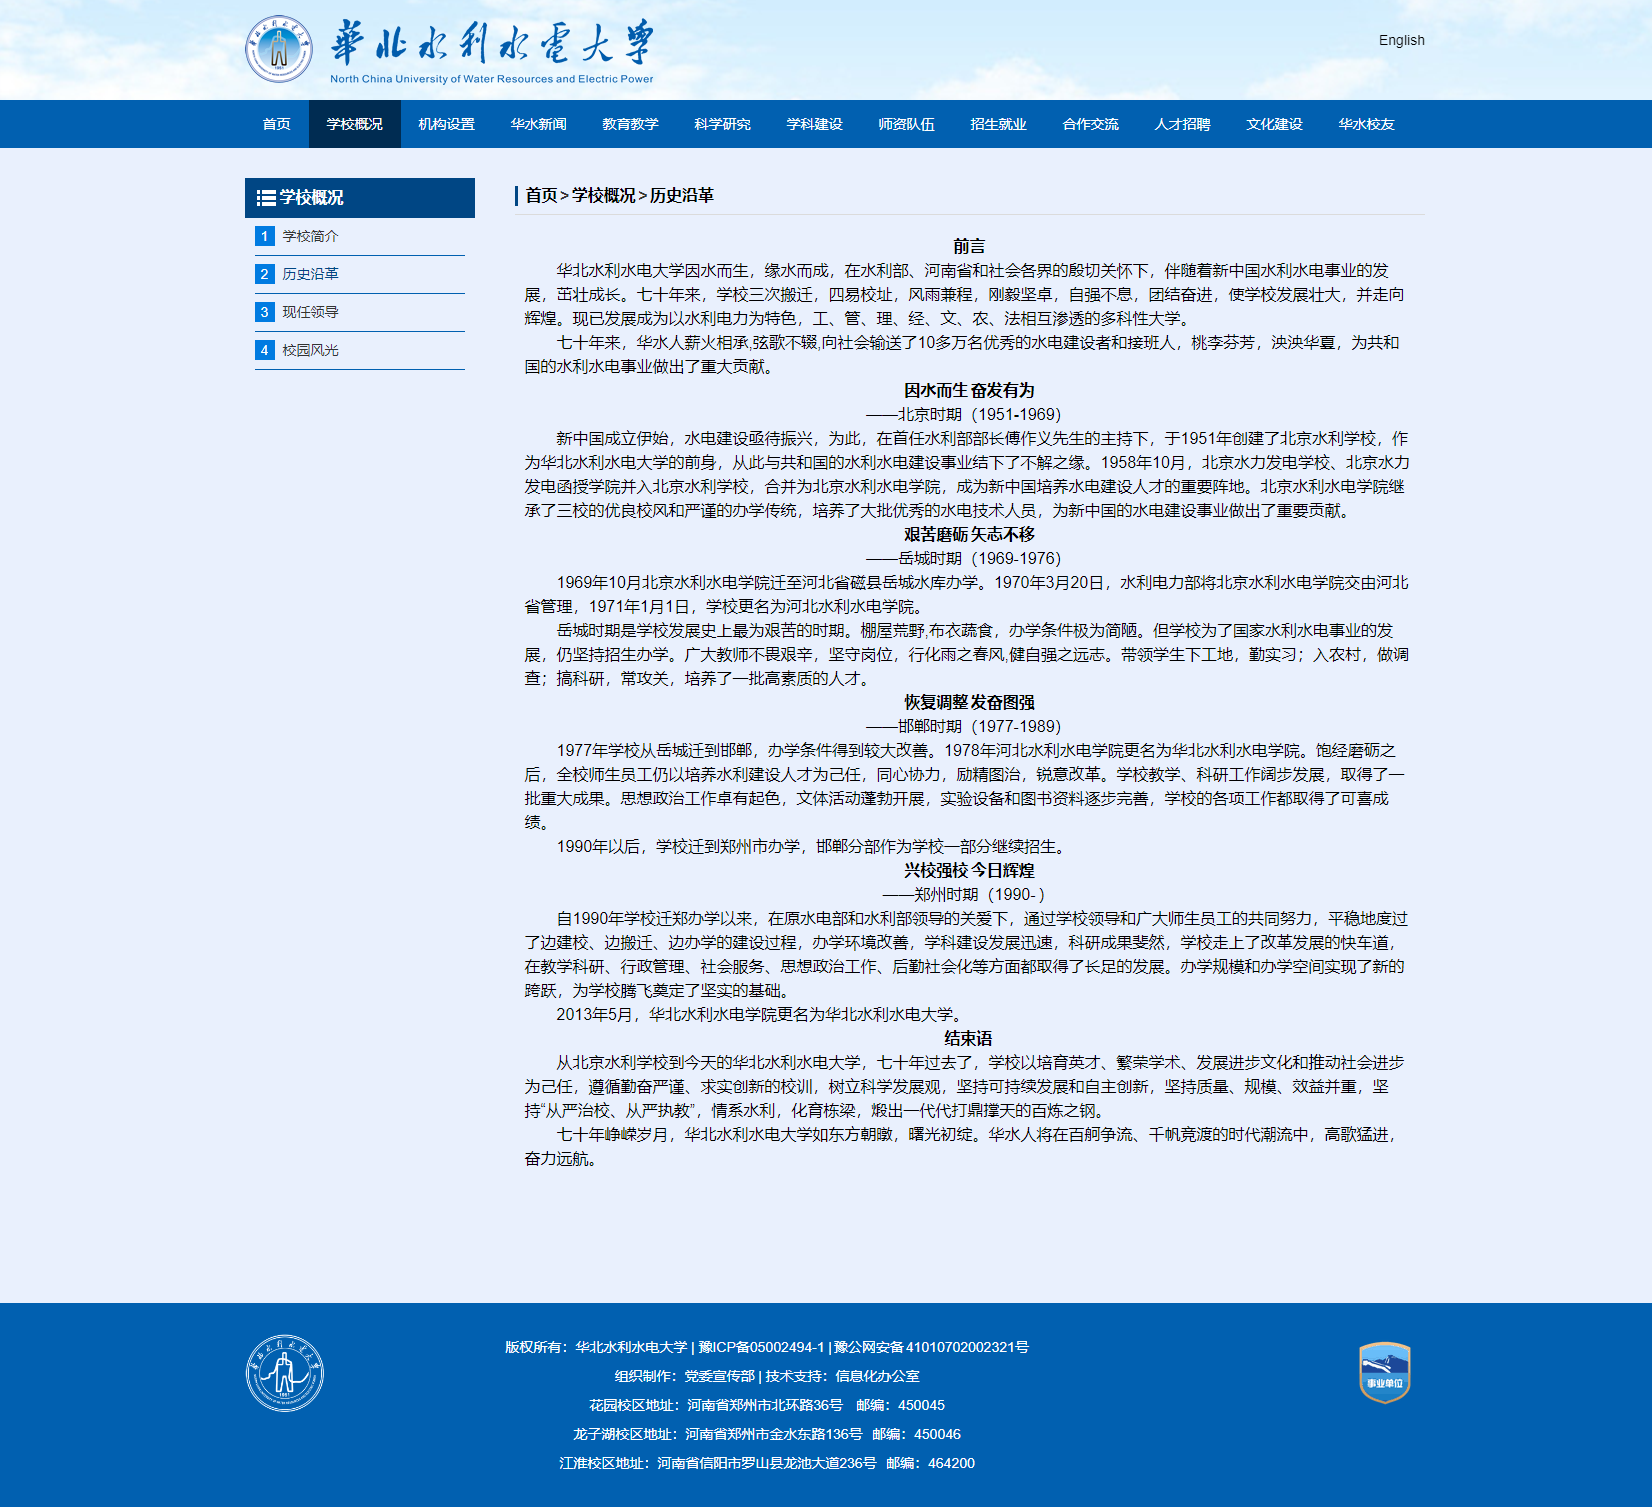 華北水利水電大学
North China University of Water Resources and Electric Power
English
首页 学校概况 机构设置 华水新闻 教育教学 科学研究 学科建设 师资队伍 招生就业 合作交流 人才招聘 文化建设 华水校友
学校概况
1 学校简介
2 历史沿革
3 现任领导
4 校园风光
首页 > 学校概况 > 历史沿革
前言
华北水利水电大学因水而生，缘水而成，在水利部、河南省和社会各界的殷切关怀下，伴随着新中国水利水电事业的发
展，茁壮成长。七十年来，学校三次搬迁，四易校址，风雨兼程，刚毅坚卓，自强不息，团结奋进，使学校发展壮大，并走向
辉煌。现已发展成为以水利电力为特色，工、管、理、经、文、农、法相互渗透的多科性大学。
七十年来，华水人薪火相承,弦歌不辍,向社会输送了10多万名优秀的水电建设者和接班人，桃李芬芳，泱泱华夏，为共和
国的水利水电事业做出了重大贡献。
因水而生 奋发有为
——北京时期（1951-1969）
新中国成立伊始，水电建设亟待振兴，为此，在首任水利部部长傅作义先生的主持下，于1951年创建了北京水利学校，作
为华北水利水电大学的前身，从此与共和国的水利水电建设事业结下了不解之缘。1958年10月，北京水力发电学校、北京水力
发电函授学院并入北京水利学校，合并为北京水利水电学院，成为新中国培养水电建设人才的重要阵地。北京水利水电学院继
承了三校的优良校风和严谨的办学传统，培养了大批优秀的水电技术人员，为新中国的水电建设事业做出了重要贡献。
艰苦磨砺 矢志不移
——岳城时期（1969-1976）
1969年10月北京水利水电学院迁至河北省磁县岳城水库办学。1970年3月20日，水利电力部将北京水利水电学院交由河北
省管理，1971年1月1日，学校更名为河北水利水电学院。
岳城时期是学校发展史上最为艰苦的时期。棚屋荒野,布衣蔬食，办学条件极为简陋。但学校为了国家水利水电事业的发
展，仍坚持招生办学。广大教师不畏艰辛，坚守岗位，行化雨之春风,健自强之远志。带领学生下工地，勤实习；入农村，做调
查；搞科研，常攻关，培养了一批高素质的人才。
恢复调整 发奋图强
——邯郸时期（1977-1989）
1977年学校从岳城迁到邯郸，办学条件得到较大改善。1978年河北水利水电学院更名为华北水利水电学院。饱经磨砺之
后，全校师生员工仍以培养水利建设人才为己任，同心协力，励精图治，锐意改革。学校教学、科研工作阔步发展，取得了一
批重大成果。思想政治工作卓有起色，文体活动蓬勃开展，实验设备和图书资料逐步完善，学校的各项工作都取得了可喜成
绩。
1990年以后，学校迁到郑州市办学，邯郸分部作为学校一部分继续招生。
兴校强校 今日辉煌
——郑州时期（1990- ）
自1990年学校迁郑办学以来，在原水电部和水利部领导的关爱下，通过学校领导和广大师生员工的共同努力，平稳地度过
了边建校、边搬迁、边办学的建设过程，办学环境改善，学科建设发展迅速，科研成果斐然，学校走上了改革发展的快车道，
在教学科研、行政管理、社会服务、思想政治工作、后勤社会化等方面都取得了长足的发展。办学规模和办学空间实现了新的
跨跃，为学校腾飞奠定了坚实的基础。
2013年5月，华北水利水电学院更名为华北水利水电大学。
结束语
从北京水利学校到今天的华北水利水电大学，七十年过去了，学校以培育英才、繁荣学术、发展进步文化和推动社会进步
为己任，遵循勤奋严谨、求实创新的校训，树立科学发展观，坚持可持续发展和自主创新，坚持质量、规模、效益并重，坚
持“从严治校、从严执教”，情系水利，化育栋梁，煅出一代代打鼎撑天的百炼之钢。
七十年峥嵘岁月，华北水利水电大学如东方朝暾，曙光初绽。华水人将在百舸争流、千帆竞渡的时代潮流中，高歌猛进，
奋力远航。
版权所有：华北水利水电大学 | 豫ICP备05002494-1 | 豫公网安备 41010702002321号
组织制作：党委宣传部 | 技术支持：信息化办公室
花园校区地址：河南省郑州市北环路36号 邮编：450045
龙子湖校区地址：河南省郑州市金水东路136号 邮编：450046
江淮校区地址：河南省信阳市罗山县龙池大道236号 邮编：464200
事业单位